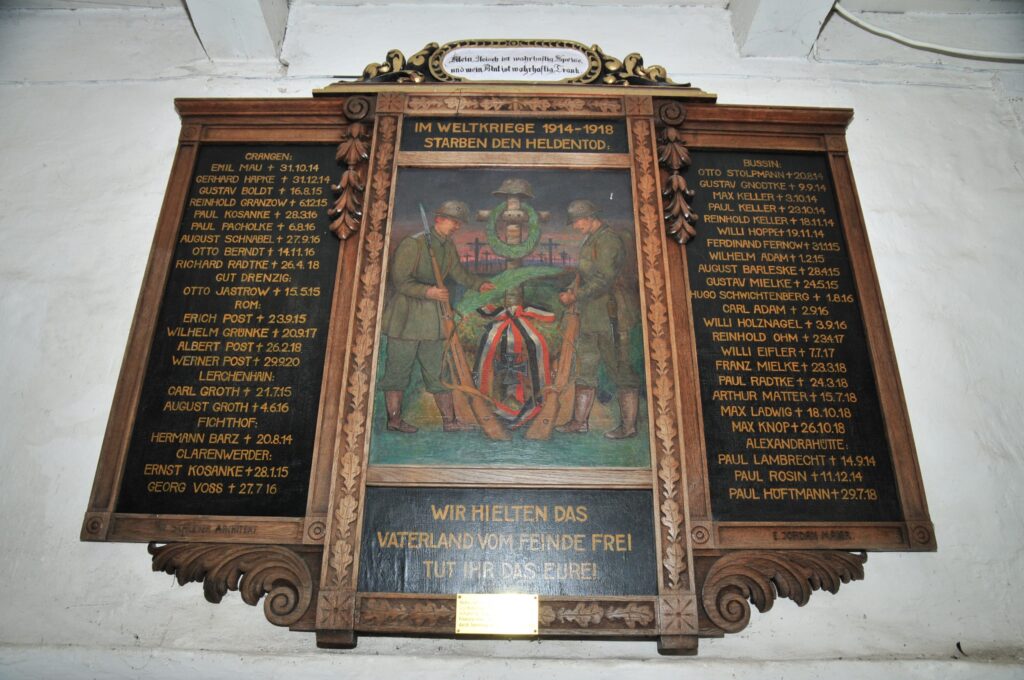 Mein Fleisch ist wahrhaftig Speise,
und mein Blut ist wahrhaftig Trank
IM WELTKRIEGE 1914-1918
STARBEN DEN HELDENTOD:
CRANGEN:
EMIL MAU † 31.10.14
GERHARD HAPKE † 31.12.14
GUSTAV BOLDT † 16.8.15
REINHOLD GRANZOW † 6.12.15
PAUL KOSANKE † 28.3.16
PAUL PACHOLKE † 6.8.16
AUGUST SCHNABEL † 27.9.16
OTTO BERNDT † 14.11.16
RICHARD RADTKE † 26.4.18
GUT DRENZIG:
OTTO JASTROW † 15.5.15
ROM:
ERICH POST † 23.9.15
WILHELM GRÜNKE † 20.9.17
ALBERT POST † 26.2.18
WERNER POST † 29.9.20
LERCHENHAIN:
CARL GROTH † 21.7.15
AUGUST GROTH † 4.6.16
FICHTHOF:
HERMANN BARZ † 20.8.14
CLARENWERDER:
ERNST KOSANKE † 28.1.15
GEORG VOSS † 27.7.16
ARCHITEKT
WIR HIELTEN DAS
VATERLAND VOM FEINDE FREI
TUT IHR DAS EURE!
BUSSIN:
OTTO STOLPMANN † 20.8.14
GUSTAV GNODTKE † 9.9.14
MAX KELLER † 3.10.14
PAUL KELLER † 23.10.14
REINHOLD KELLER † 18.11.14
WILLI HOPPE † 19.11.14
FERDINAND FERNOW † 31.1.15
WILHELM ADAM † 1.2.15
AUGUST BARLESKE † 28.4.15
GUSTAV MIELKE † 24.5.15
HUGO SCHWICHTENBERG † 1.8.16
CARL ADAM † 2.9.16
WILLI HOLZNAGEL † 3.9.16
REINHOLD OHM † 23.4.17
WILLI EIFLER † 7.7.17
FRANZ MIELKE † 23.3.18
PAUL RADTKE † 24.3.18
ARTHUR MATTER † 15.7.18
MAX LADWIG † 18.10.18
MAX KNOP † 26.10.18
ALEXANDRAHÜTTE:
PAUL LAMBRECHT † 14.9.14
PAUL ROSIN † 11.12.14
PAUL HÖFTMANN † 29.7.18
E. JORDAN MALER